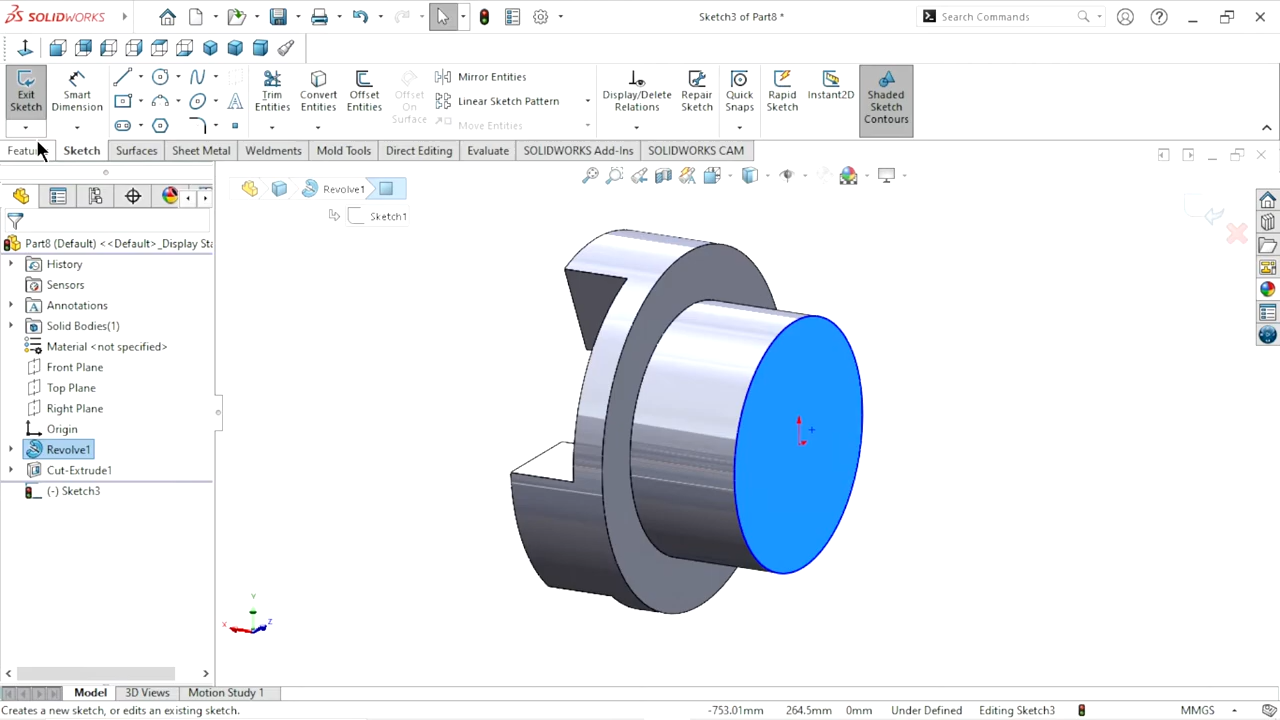 SOLIDWORKS
Sketch3 of Part8 *
Search Commands
Exit Sketch
Smart Dimension
Trim Entities
Convert Entities
Offset Entities
Offset On Surface
Mirror Entities
Linear Sketch Pattern
Move Entities
Display/Delete Relations
Repair Sketch
Quick Snaps
Rapid Sketch
Instant2D
Shaded Sketch Contours
Sketch
Surfaces
Sheet Metal
Weldments
Mold Tools
Direct Editing
Evaluate
SOLIDWORKS Add-Ins
SOLIDWORKS CAM
Revolve1
Sketch1
Part8 (Default) <<Default>_Display Sta
History
Sensors
Annotations
Solid Bodies(1)
Material <not specified>
Front Plane
Top Plane
Right Plane
Origin
Revolve1
Cut-Extrude1
(-) Sketch3
Y
X
Z
Model
3D Views
Motion Study 1
Creates a new sketch, or edits an existing sketch.
-753.01mm
264.5mm
0mm
Under Defined
Editing Sketch3
MMGS